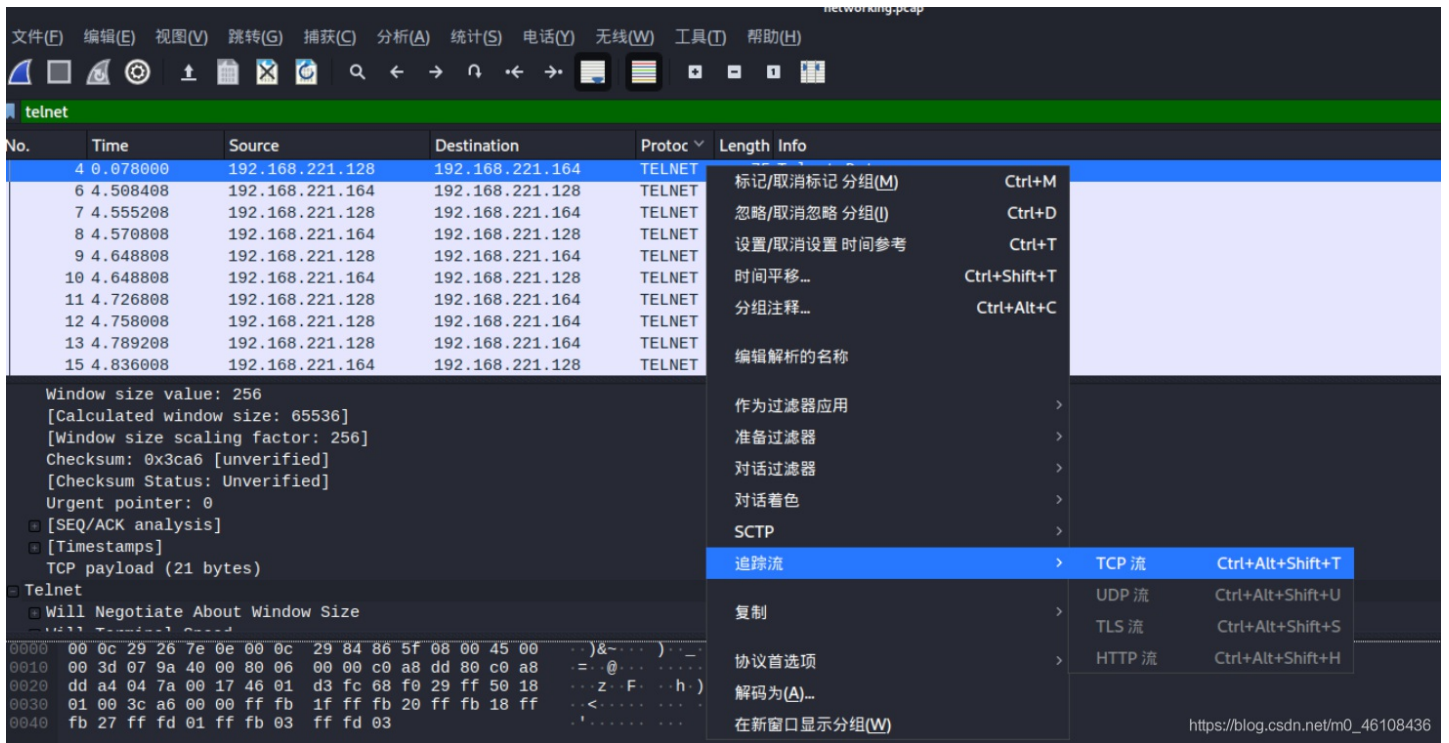 networking.pcap
文件(F) 编辑(E) 视图(V) 跳转(G) 捕获(C) 分析(A) 统计(S) 电话(Y) 无线(W) 工具(T) 帮助(H)
telnet
No. Time Source Destination Protoc Length Info
4 0.078000 192.168.221.128 192.168.221.164 TELNET
6 4.508408 192.168.221.164 192.168.221.128 TELNET
7 4.555208 192.168.221.128 192.168.221.164 TELNET
8 4.570808 192.168.221.164 192.168.221.128 TELNET
9 4.648808 192.168.221.128 192.168.221.164 TELNET
10 4.648808 192.168.221.164 192.168.221.128 TELNET
11 4.726808 192.168.221.128 192.168.221.164 TELNET
12 4.758008 192.168.221.128 192.168.221.164 TELNET
13 4.789208 192.168.221.128 192.168.221.164 TELNET
15 4.836008 192.168.221.164 192.168.221.128 TELNET
标记/取消标记 分组(M) Ctrl+M
忽略/取消忽略 分组(I) Ctrl+D
设置/取消设置 时间参考 Ctrl+T
时间平移... Ctrl+Shift+T
分组注释... Ctrl+Alt+C
编辑解析的名称
作为过滤器应用
准备过滤器
对话过滤器
对话着色
SCTP
追踪流
复制
协议首选项
解码为(A)...
在新窗口显示分组(W)
TCP 流 Ctrl+Alt+Shift+T
UDP 流 Ctrl+Alt+Shift+U
TLS 流 Ctrl+Alt+Shift+S
HTTP 流 Ctrl+Alt+Shift+H
Window size value: 256
[Calculated window size: 65536]
[Window size scaling factor: 256]
Checksum: 0x3ca6 [unverified]
[Checksum Status: Unverified]
Urgent pointer: 0
[SEQ/ACK analysis]
[Timestamps]
TCP payload (21 bytes)
Telnet
Will Negotiate About Window Size
0000 00 0c 29 26 7e 0e 00 0c 29 84 86 5f 08 00 45 00 ··)&~··· )··_·
0010 00 3d 07 9a 40 00 80 06 00 00 c0 a8 dd 80 c0 a8 ·=··@··· ·····
0020 dd a4 04 7a 00 17 46 01 d3 fc 68 f0 29 ff 50 18 ···z··F· ··h·)
0030 01 00 3c a6 00 00 ff fb 1f ff fb 20 ff fb 18 ff ··<····· ··· ·
0040 fb 27 ff fd 01 ff fb 03 ff fd 03 ·'······ ···
https://blog.csdn.net/m0_46108436